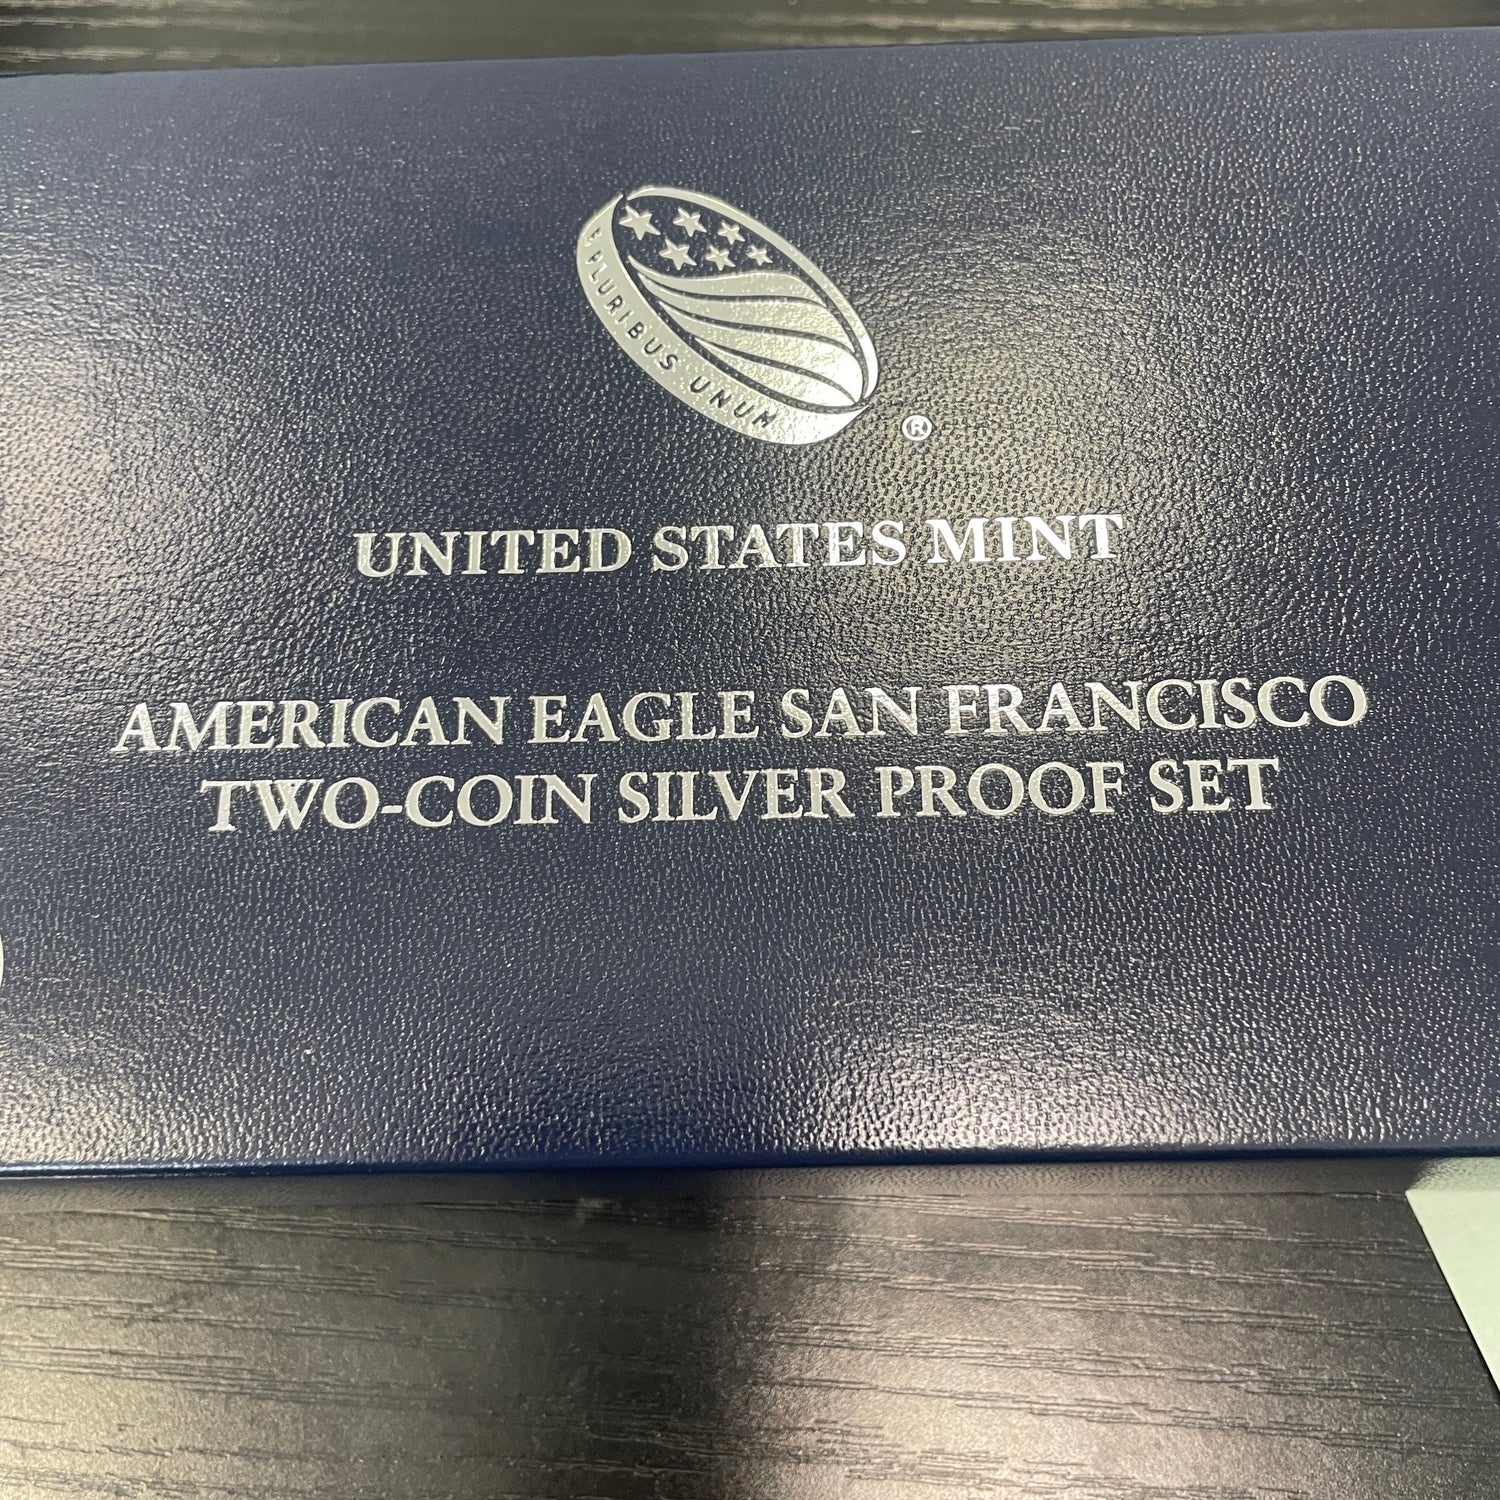 E PLURIBUS UNUM
®
UNITED STATES MINT
AMERICAN EAGLE SAN FRANCISCO
TWO-COIN SILVER PROOF SET